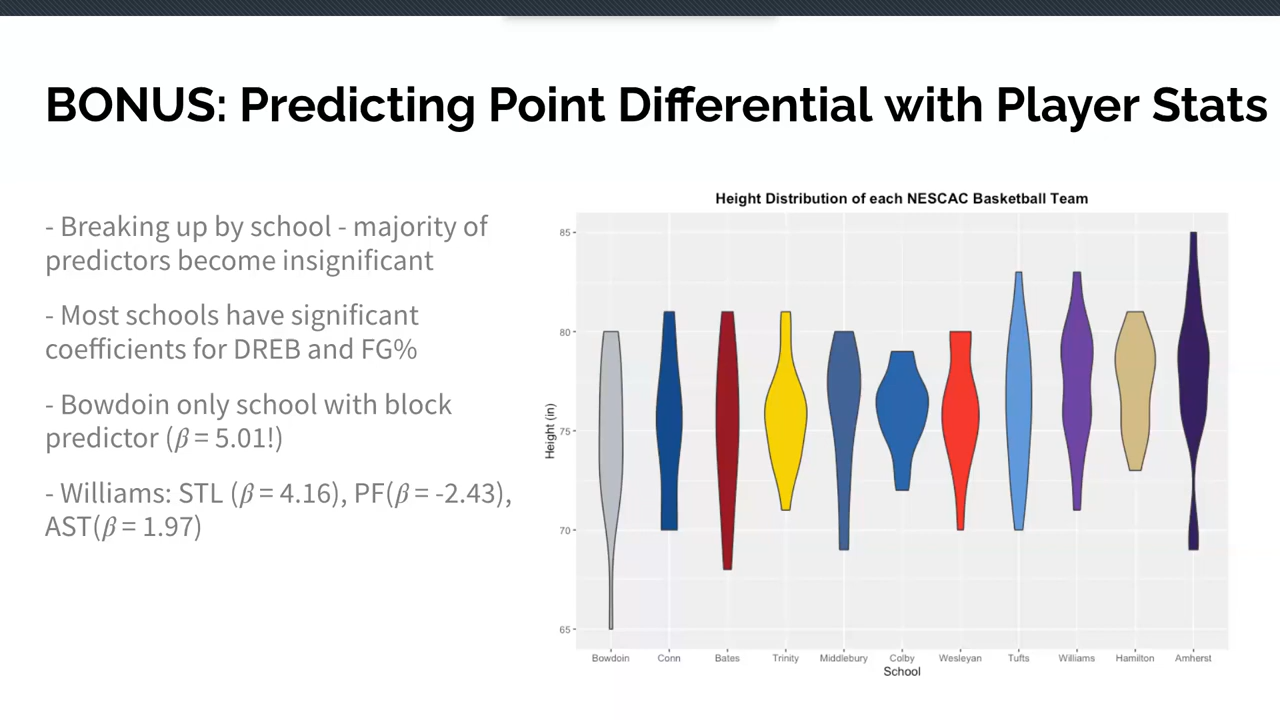 BONUS: Predicting Point Differential with Player Stats
- Breaking up by school - majority of
predictors become insignificant
- Most schools have significant
coefficients for DREB and FG%
- Bowdoin only school with block
predictor (𝛽 = 5.01!)
- Williams: STL (𝛽 = 4.16), PF(𝛽 = -2.43),
AST(𝛽 = 1.97)
Height Distribution of each NESCAC Basketball Team
Height (in)
85
80
75
70
65
Bowdoin Conn Bates Trinity Middlebury Colby Wesleyan Tufts Williams Hamilton Amherst
School